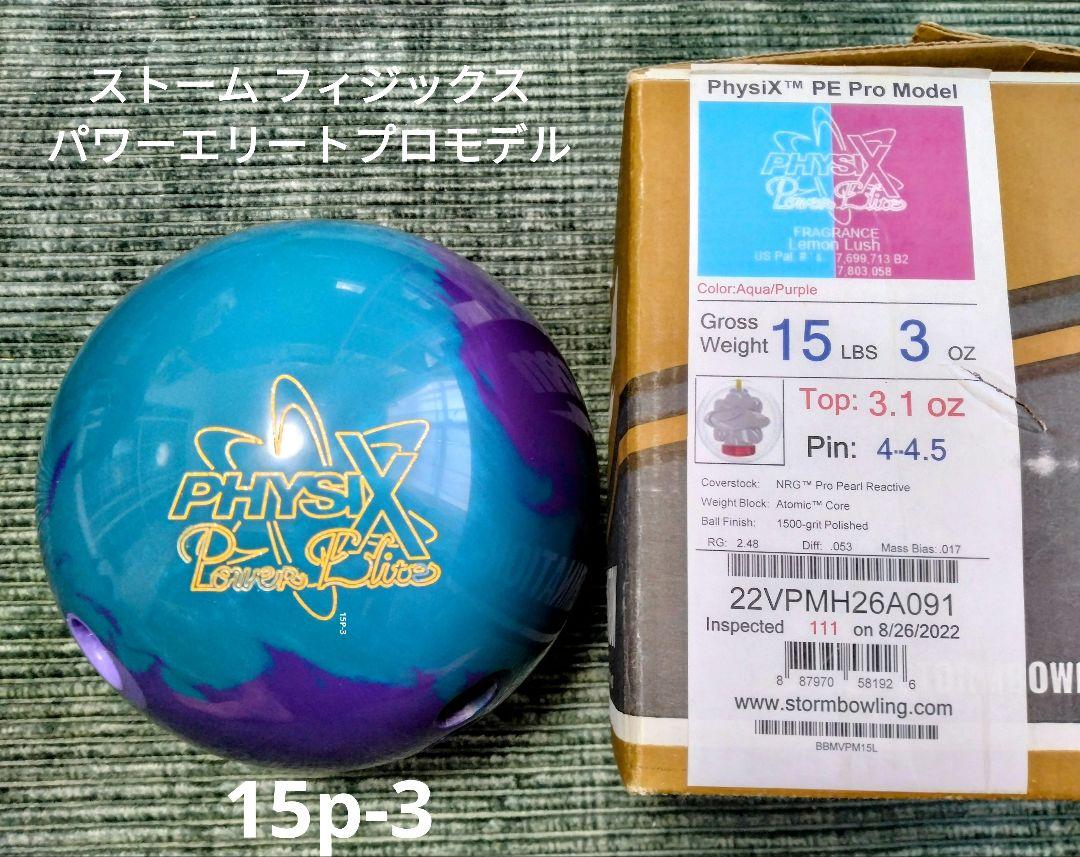 ストーム フィジックス
パワーエリートプロモデル
PHYSIX
Power Elite
15P-3
15p-3
PhysiX™ PE Pro Model
PHYSIX
Power Elite
FRAGRANCE
Lemon Lush
US Pat. # & 7,699,713 B2
7,803,058
Color:Aqua/Purple
Gross Weight 15 LBS 3 OZ
Top: 3.1 oz
Pin: 4-4.5
Coverstock: NRG™ Pro Pearl Reactive
Weight Block: Atomic™ Core
Ball Finish: 1500-grit Polished
RG: 2.48 Diff: .053 Mass Bias: .017
22VPMH26A091
Inspected 111 on 8/26/2022
8 87970 58192 6
www.stormbowling.com
BBMVPM15L